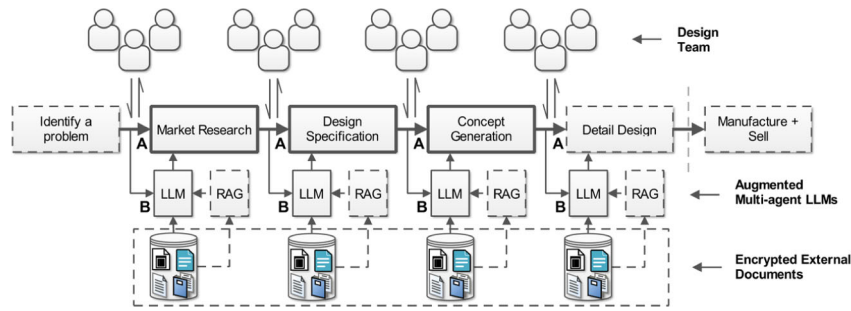 Design
Team
Identify a
problem
Market Research
Design
Specification
Concept
Generation
Detail Design
Manufacture +
Sell
A
A
A
A
LLM
RAG
LLM
RAG
LLM
RAG
LLM
RAG
B
B
B
B
Augmented
Multi-agent LLMs
Encrypted External
Documents